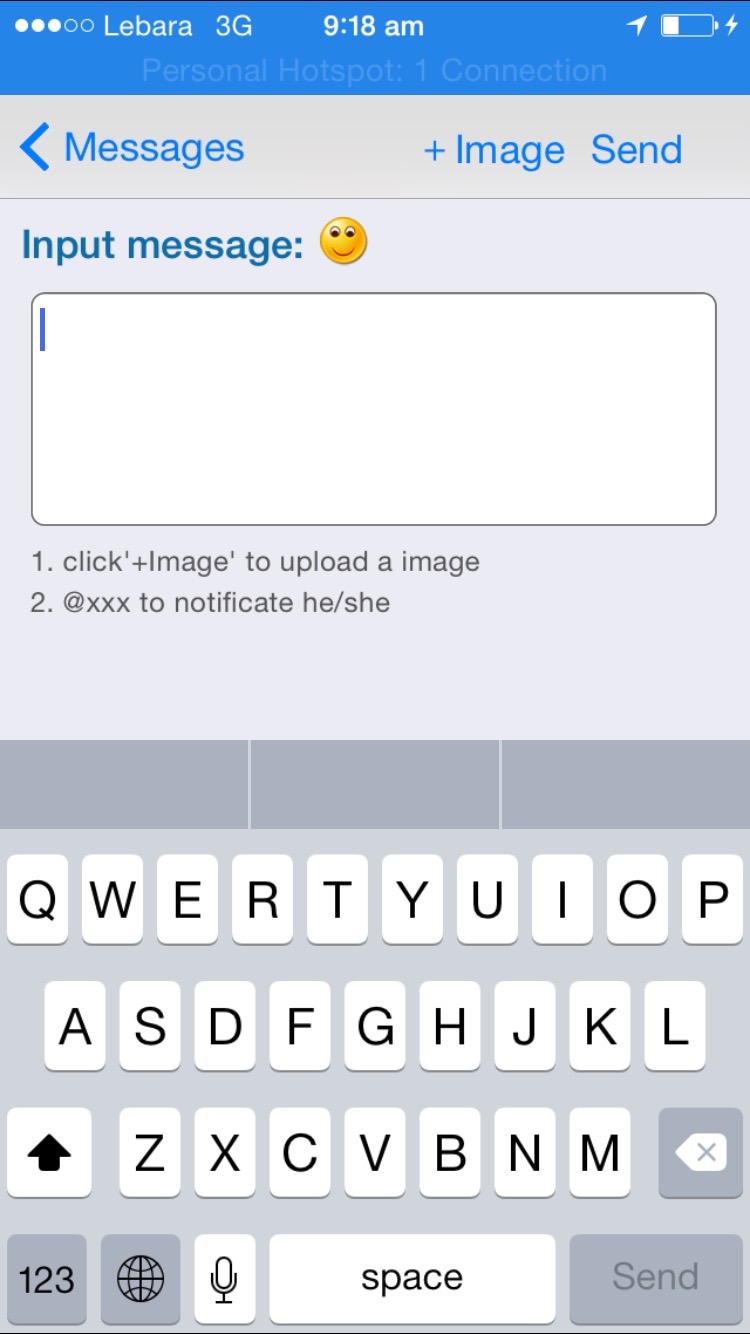 Lebara 3G 9:18 am
Personal Hotspot: 1 Connection
Messages + Image Send
Input message:
1. click'+Image' to upload a image
2. @xxx to notificate he/she
Q W E R T Y U I O P
A S D F G H J K L
Z X C V B N M
123 space Send